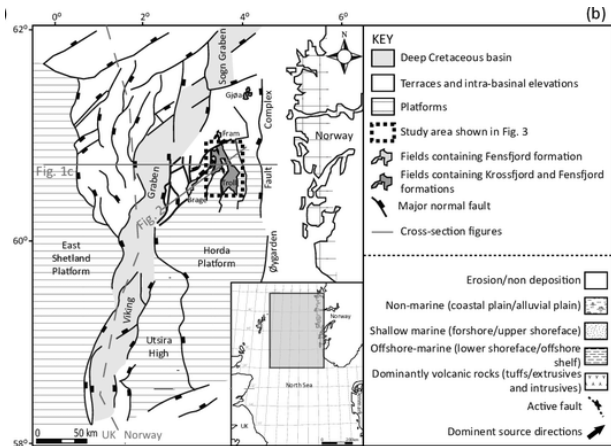 (b)
0°
2°
4°
6°
62°
60°
58°
Sogn Graben
Gjøa
Fram
Troll
Brage
Complex
Fault
Øygarden
Norway
Fig. 1c
Graben
Fig. 2
Viking
East
Shetland
Platform
Horda
Platform
Utsira
High
0
50 km
UK
Norway
Norway
North Sea
UK
KEY
Deep Cretaceous basin
Terraces and intra-basinal elevations
Platforms
Study area shown in Fig. 3
Fields containing Fensfjord formation
Fields containing Krossfjord and Fensfjord
formations
Major normal fault
Cross-section figures
Erosion/non deposition
Non-marine (coastal plain/alluvial plain)
Shallow marine (forshore/upper shoreface)
Offshore-marine (lower shoreface/offshore
shelf)
Dominantly volcanic rocks (tuffs/extrusives
and intrusives)
Active fault
Dominent source directions